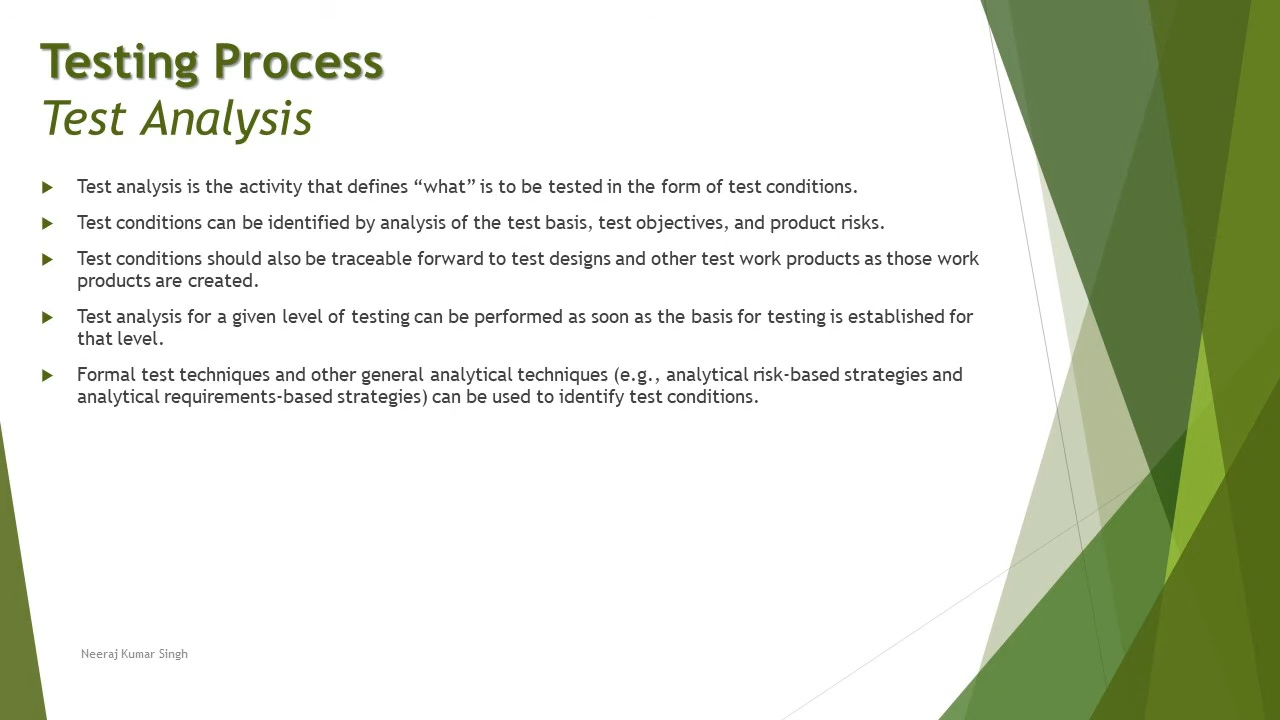 Testing Process
Test Analysis
Test analysis is the activity that defines “what” is to be tested in the form of test conditions.
Test conditions can be identified by analysis of the test basis, test objectives, and product risks.
Test conditions should also be traceable forward to test designs and other test work products as those work
products are created.
Test analysis for a given level of testing can be performed as soon as the basis for testing is established for
that level.
Formal test techniques and other general analytical techniques (e.g., analytical risk-based strategies and
analytical requirements-based strategies) can be used to identify test conditions.
Neeraj Kumar Singh